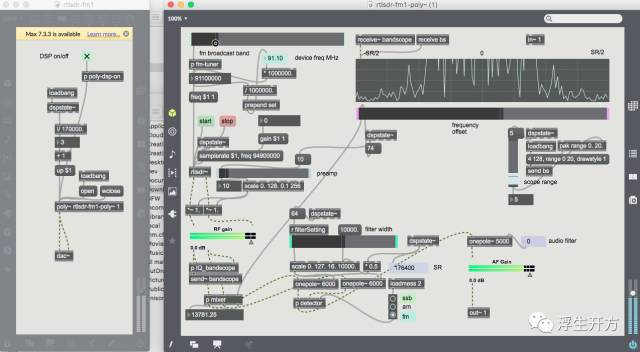 rtlsdr-fm1
Max 7.3.3 is available Learn more...
DSP on/off
p poly-dsp-on
loadbang
dspstate~
!/ 170000.
3
+ 1
loadbang
up $1
open
wclose
poly~ rtlsdr-fm1-poly~ 1
dac~
rtlsdr-fm1-poly~ (1)
100%
fm broadcast band
p fm-tuner
91.10
device freq MHz
* 1000000.
91100000
/ 1000000.
freq $1 1
prepend set
start
stop
0
dspstate~
gain $1 1
samplerate $1, freq 94900000
10
rtlsdr~
preamp
10
scale 0. 128. 0.1 256
*~ 1.
*~ 1.
RF gain
0.0 dB
p IQ_bandscope
send~ bandscope
p mixer
13781.25
receive~ bandscope
receive bs
in~ 1
-SR/2
0
SR/2
frequency
offset
dspstate~
74
5
dspstate~
loadbang
pak range 0. 20.
4 128, range 0. 20, drawstyle 1
send bs
scope range
5
64
dspstate~
r filterSetting
10000.
filter width
dspstate~
scale 0. 127. 16. 10000.
* 0.5
176400
SR
onepole~ 6000
onepole~ 6000
loadmess 2
p detector
ssb
am
fm
onepole~ 5000
0
audio filter
AF Gain
0.0 dB
out~ 1
浮生开方